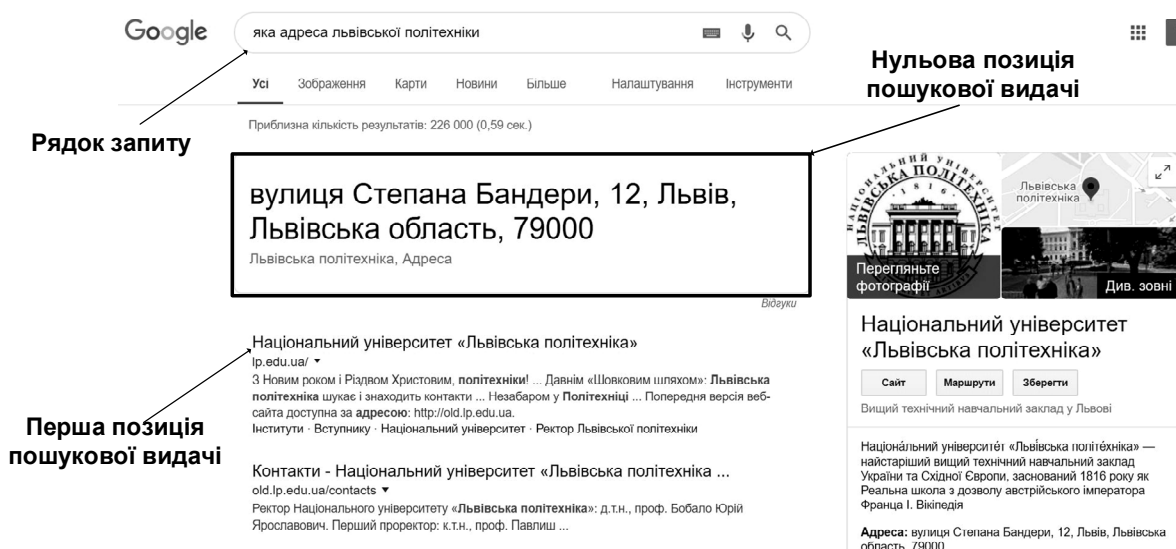 Google
яка адреса львівської політехніки
Усі Зображення Карти Новини Більше Налаштування Інструменти
Нульова позиція
пошукової видачі
Рядок запиту
Приблизна кількість результатів: 226 000 (0,59 сек.)
вулиця Степана Бандери, 12, Львів,
Львівська область, 79000
Львівська політехніка, Адреса
Відгуки
Національний університет «Львівська політехніка»
lp.edu.ua/
З Новим роком і Різдвом Христовим, політехніки! ... Давнім «Шовковим шляхом»: Львівська
політехніка шукає і знаходить контакти ... Незабаром у Політехніці ... Попередня версія веб-
сайта доступна за адресою: http://old.lp.edu.ua.
Інститути · Вступнику · Національний університет · Ректор Львівської політехніки
Перша позиція
пошукової видачі
Контакти - Національний університет «Львівська політехніка ...
old.lp.edu.ua/contacts
Ректор Національного університету «Львівська політехніка»: д.т.н., проф. Бобало Юрій
Ярославович. Перший проректор: к.т.н., проф. Павлиш ...
НАЦІОНАЛЬНИЙ УНІВЕРСИТЕТ
ЛЬВІВСЬКА ПОЛІТЕХНІКА
1816
Львівська
політехніка
Перегляньте
фотографії
Див. зовні
Національний університет
«Львівська політехніка»
Сайт Маршрути Зберегти
Вищий технічний навчальний заклад у Львові
Націона́льний університе́т «Льві́вська політе́хніка» —
найстаріший вищий технічний навчальний заклад
України та Східної Європи, заснований 1816 року як
Реальна школа з дозволу австрійського імператора
Франца І. Вікіпедія
Адреса: вулиця Степана Бандери, 12, Львів, Львівська
область, 79000